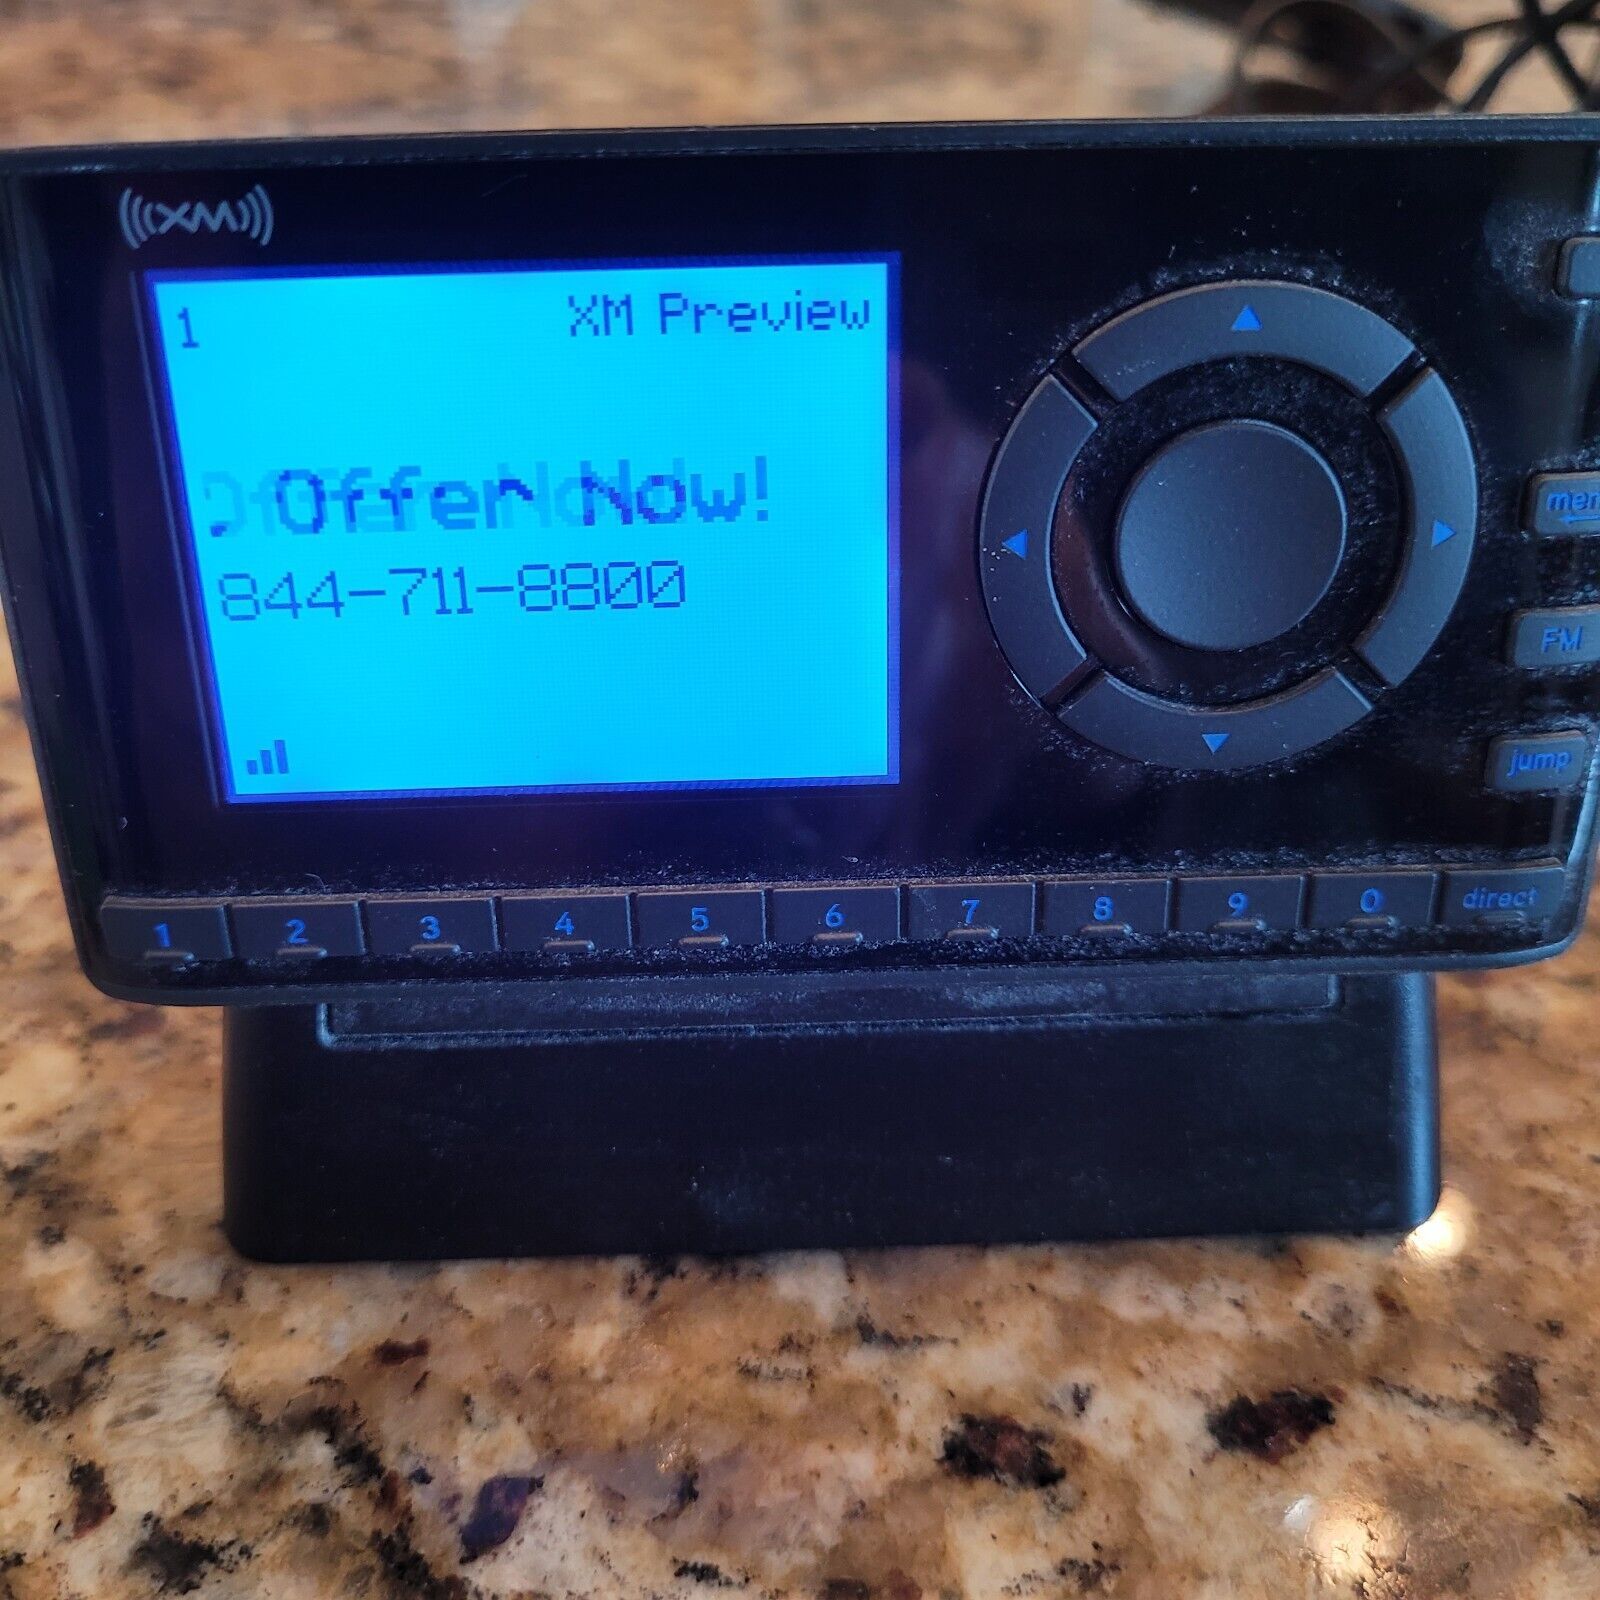 XM
1 XM Preview
Offer Now!
844-711-8800
men
FM
jump
1 2 3 4 5 6 7 8 9 0 direct